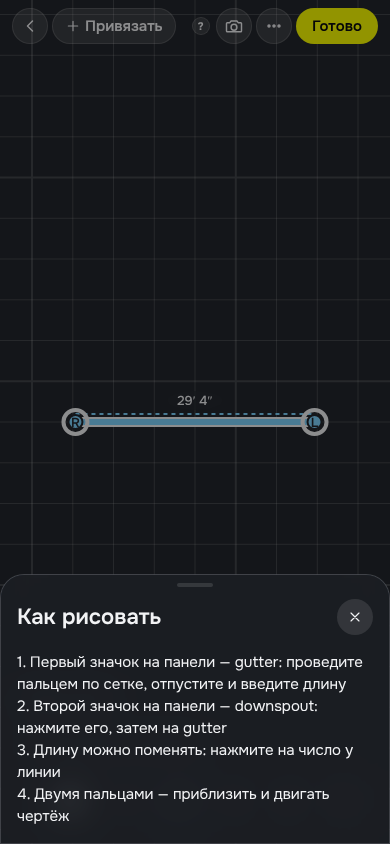 + Привязать
?
Готово
29' 4"
R
L
Как рисовать
1. Первый значок на панели — gutter: проведите
пальцем по сетке, отпустите и введите длину
2. Второй значок на панели — downspout:
нажмите его, затем на gutter
3. Длину можно поменять: нажмите на число у
линии
4. Двумя пальцами — приблизить и двигать
чертёж